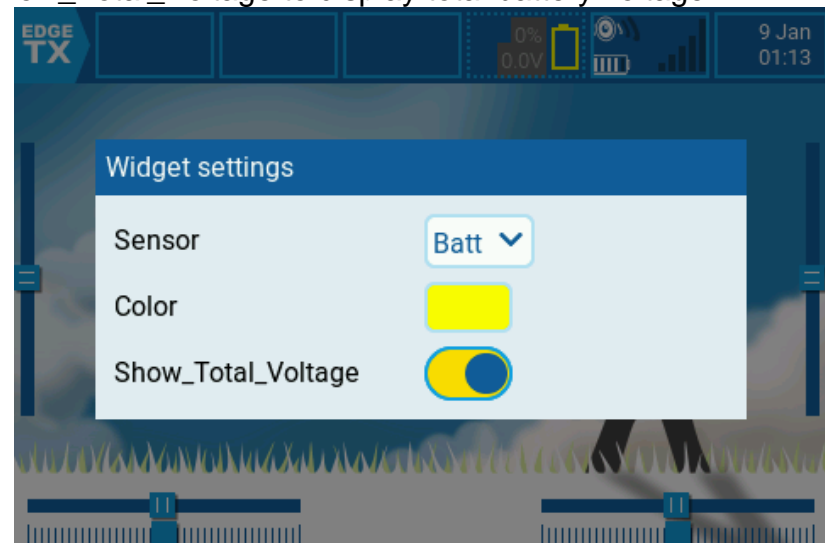 EDGE
TX
0%
0.0V
9 Jan
01:13
Widget settings
Sensor
Batt
Color
Show_Total_Voltage